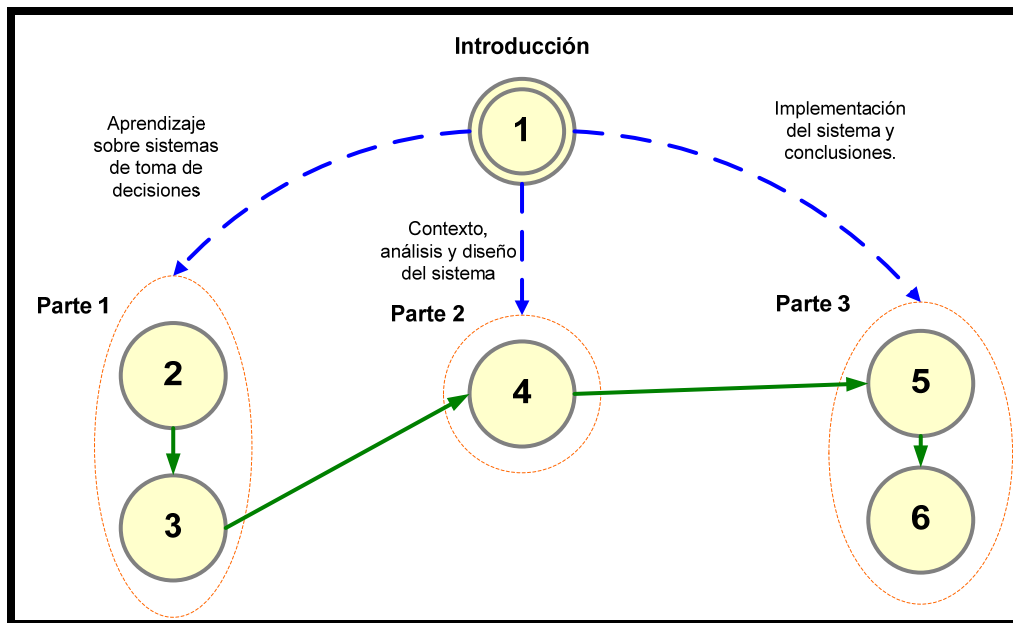 Introducción
1
Aprendizaje
sobre sistemas
de toma de
decisiones
Implementación
del sistema y
conclusiones.
Contexto,
análisis y diseño
del sistema
Parte 1
Parte 2
Parte 3
2
3
4
5
6